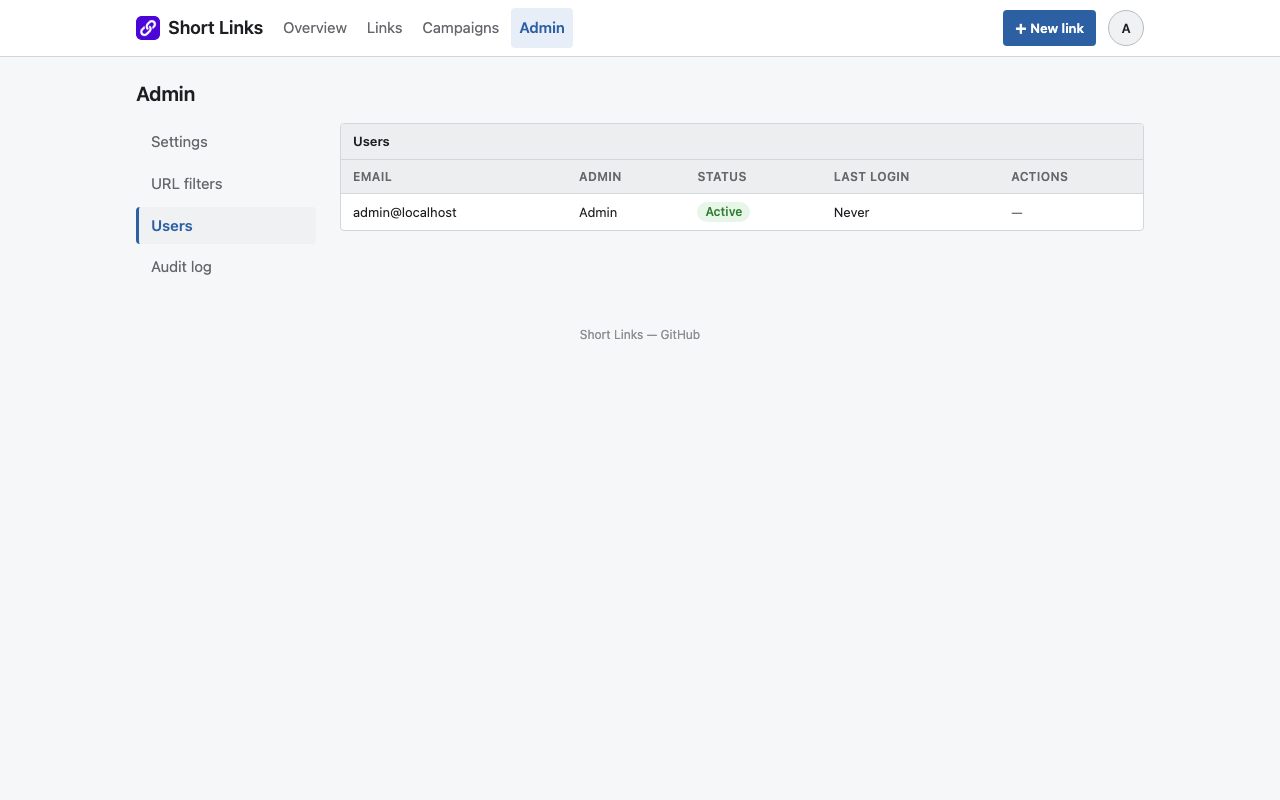 Short Links Overview Links Campaigns Admin + New link A
Admin
Settings
URL filters
Users
Audit log
Users
EMAIL ADMIN STATUS LAST LOGIN ACTIONS
admin@localhost Admin Active Never —
Short Links — GitHub